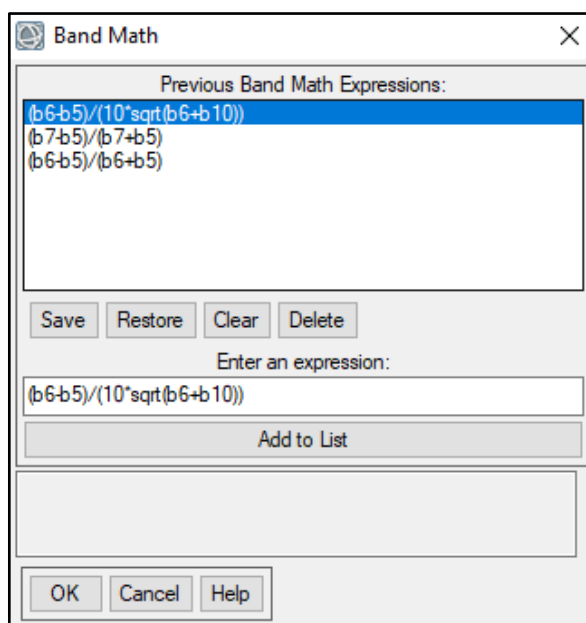 Band Math
Previous Band Math Expressions:
(b6-b5)/(10*sqrt(b6+b10))
(b7-b5)/(b7+b5)
(b6-b5)/(b6+b5)
Save Restore Clear Delete
Enter an expression:
(b6-b5)/(10*sqrt(b6+b10))
Add to List
OK Cancel Help